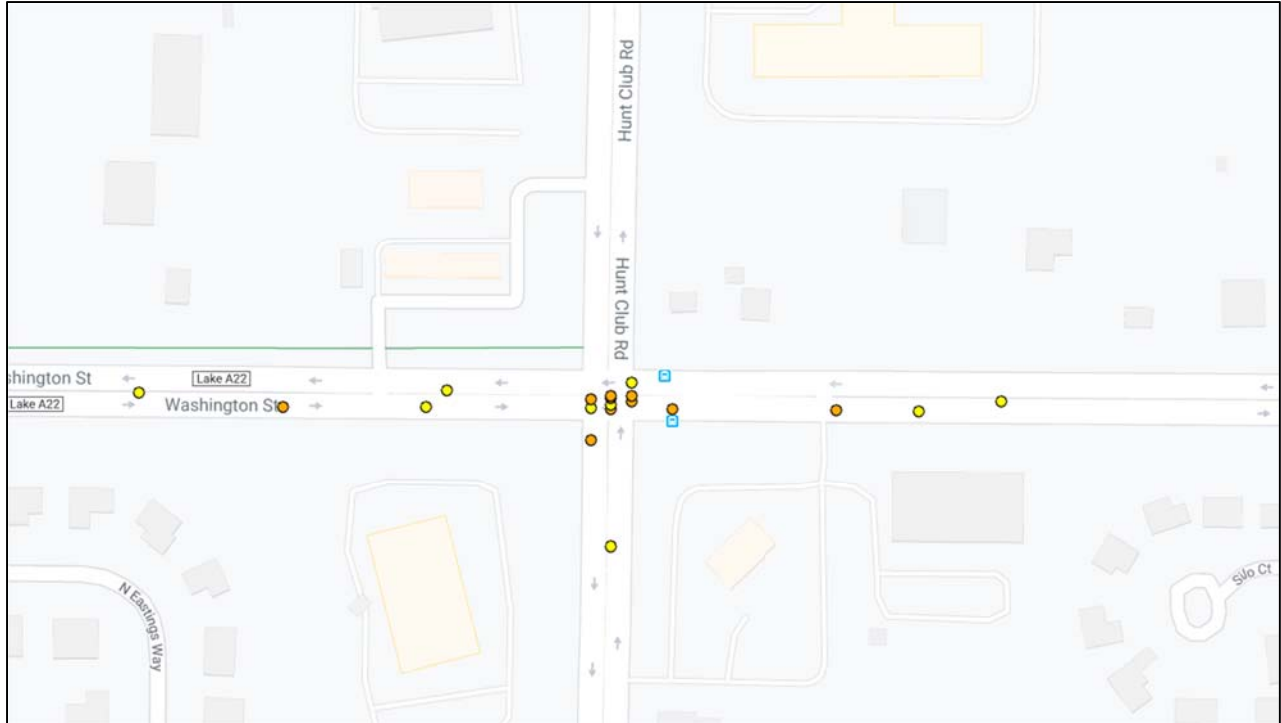 Hunt Club Rd
Hunt Club Rd
shington St
Lake A22
Lake A22
Washington St
N Eastings Way
Silo Ct